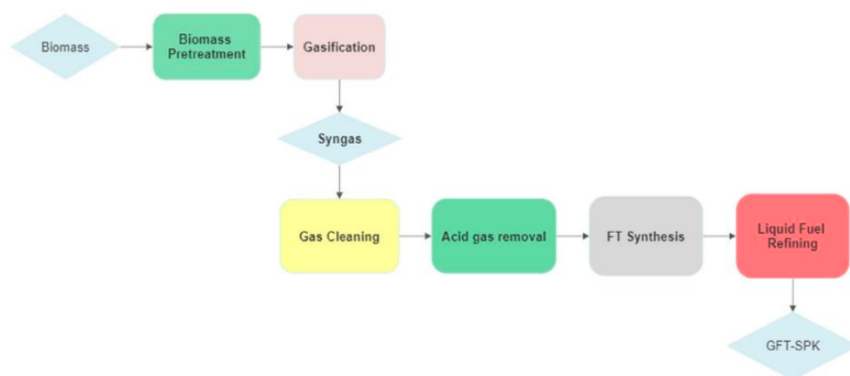 Biomass
Biomass
Pretreatment
Gasification
Syngas
Gas Cleaning
Acid gas removal
FT Synthesis
Liquid Fuel
Refining
GFT-SPK